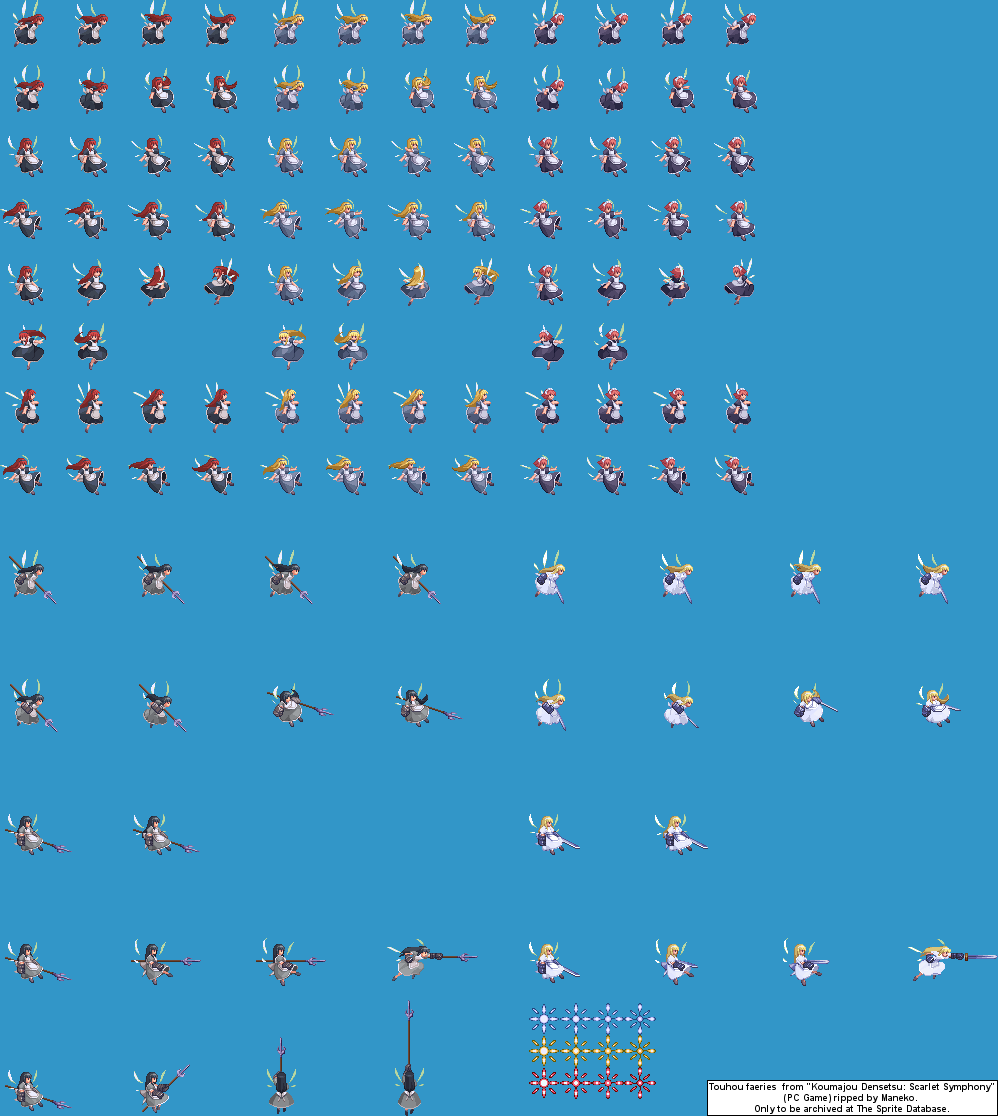 Touhou faeries from "Koumajou Densetsu: Scarlet Symphony"
(PC Game) ripped by Maneko.
Only to be archived at The Sprite Database.